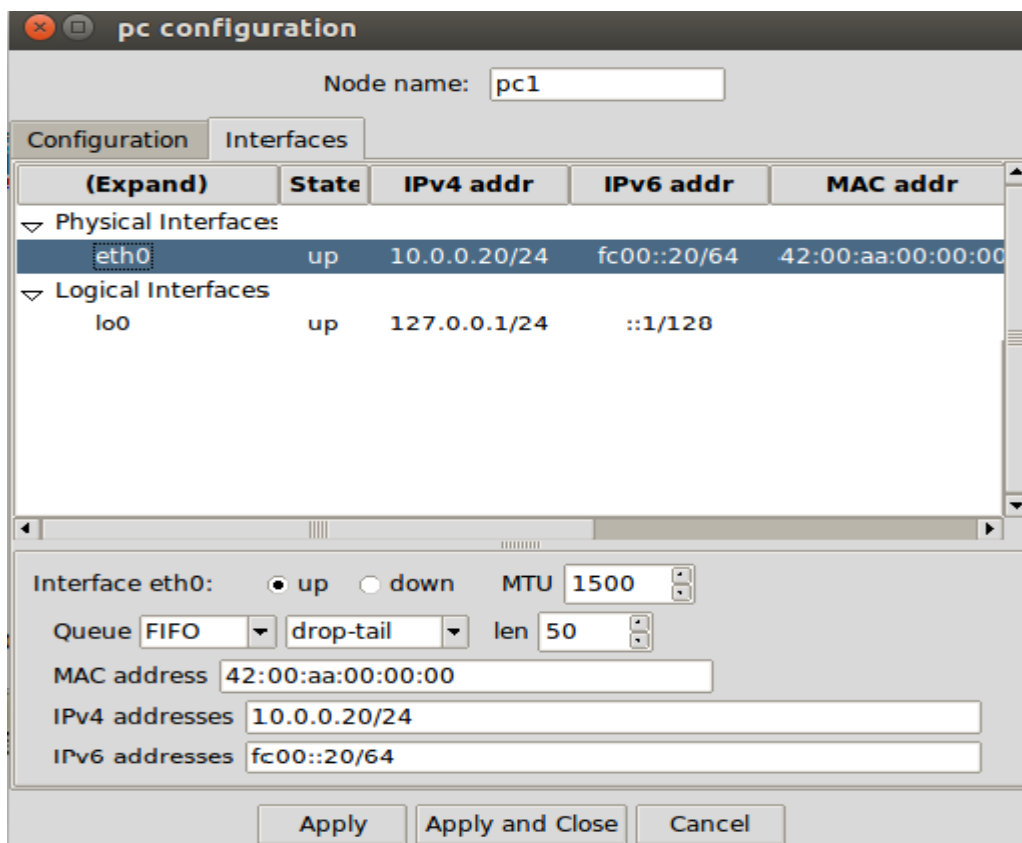 pc configuration
Node name: pc1
Configuration Interfaces
(Expand) State IPv4 addr IPv6 addr MAC addr
Physical Interfaces
eth0 up 10.0.0.20/24 fc00::20/64 42:00:aa:00:00:00
Logical Interfaces
lo0 up 127.0.0.1/24 ::1/128
Interface eth0: up down MTU 1500
Queue FIFO drop-tail len 50
MAC address 42:00:aa:00:00:00
IPv4 addresses 10.0.0.20/24
IPv6 addresses fc00::20/64
Apply Apply and Close Cancel